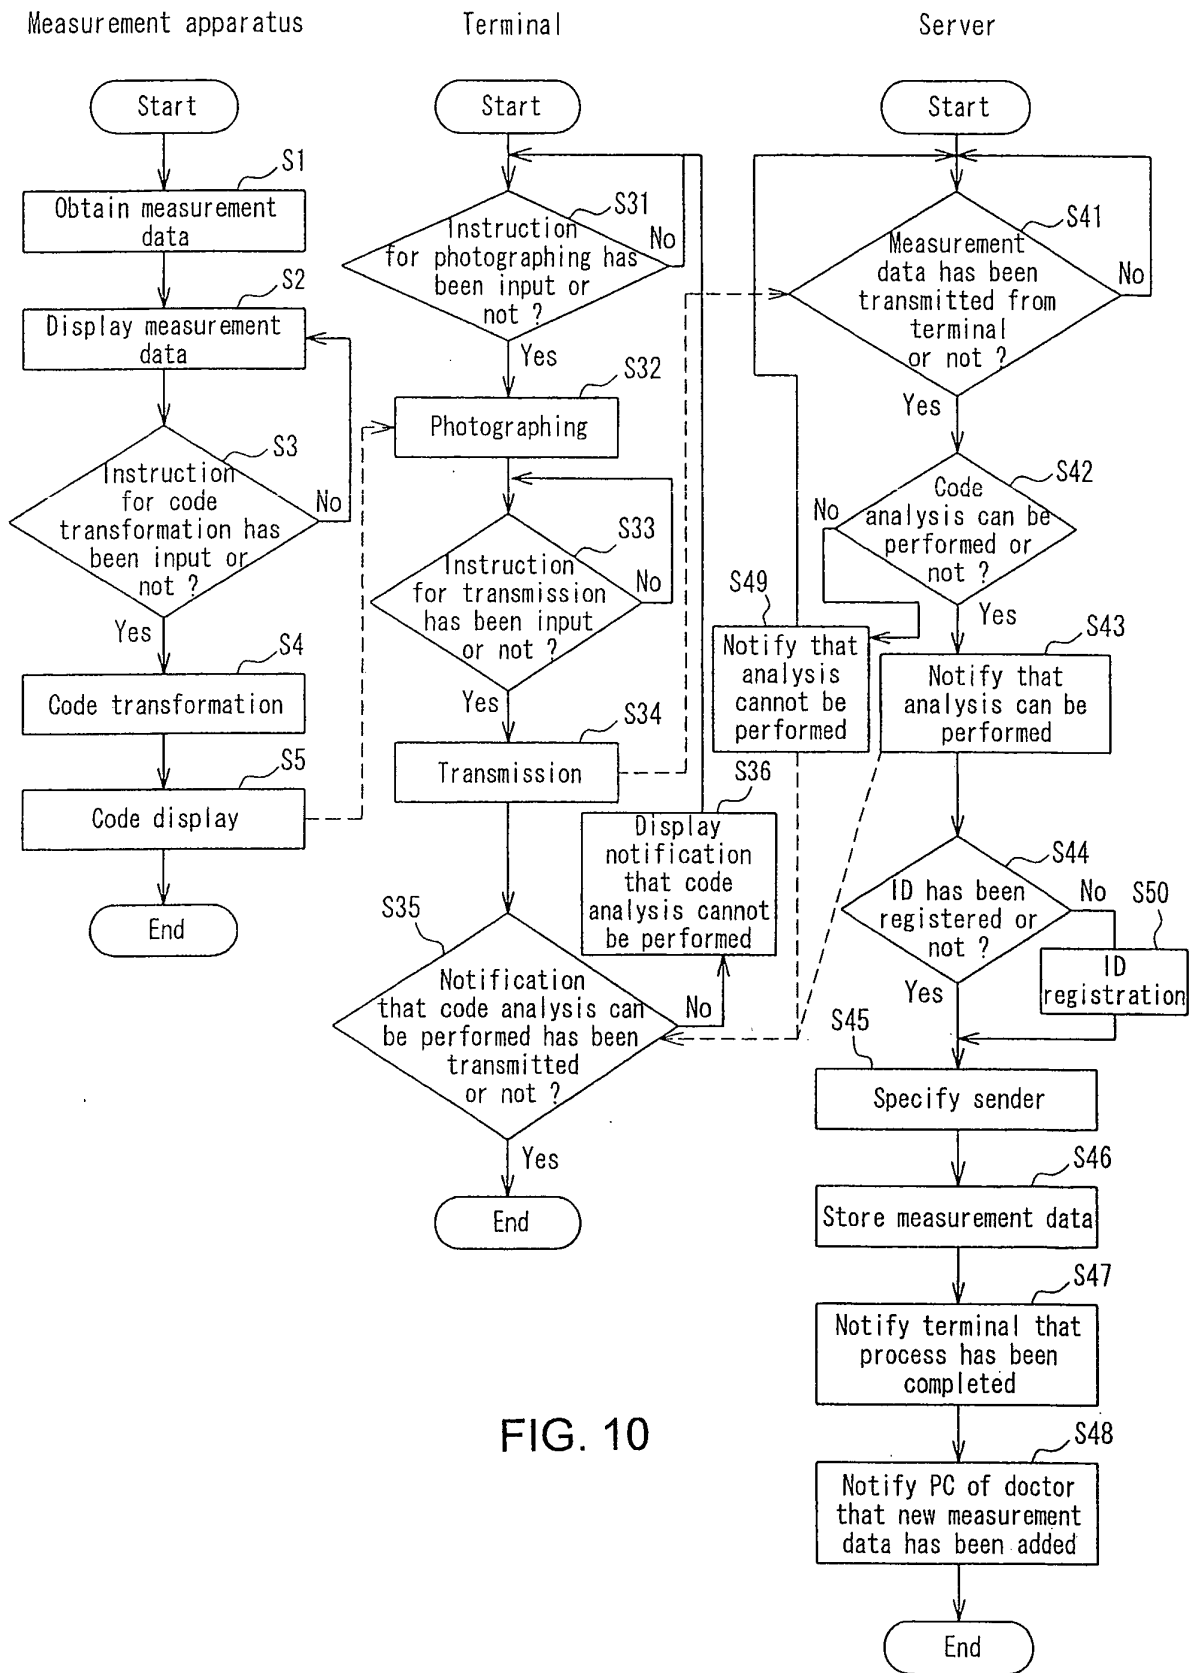 Measurement apparatus
Terminal
Server
Start
S1
Obtain measurement
data
S2
Display measurement
data
S3
Instruction
for code
transformation has
been input or
not ?
No
Yes
S4
Code transformation
S5
Code display
End
Start
S31
Instruction
for photographing has
been input or
not ?
No
Yes
S32
Photographing
S33
Instruction
for transmission
has been input
or not ?
No
Yes
S34
Transmission
S36
Display
notification
that code
analysis cannot
be performed
S35
Notification
that code analysis can
be performed has been
transmitted
or not ?
No
Yes
End
Start
S41
Measurement
data has been
transmitted from
terminal
or not ?
No
Yes
S42
Code
analysis can be
performed or
not ?
No
Yes
S49
Notify that
analysis
cannot be
performed
S43
Notify that
analysis can be
performed
S44
ID has been
registered or
not ?
No
Yes
S50
ID
registration
S45
Specify sender
S46
Store measurement data
S47
Notify terminal that
process has been
completed
S48
Notify PC of doctor
that new measurement
data has been added
End
FIG. 10